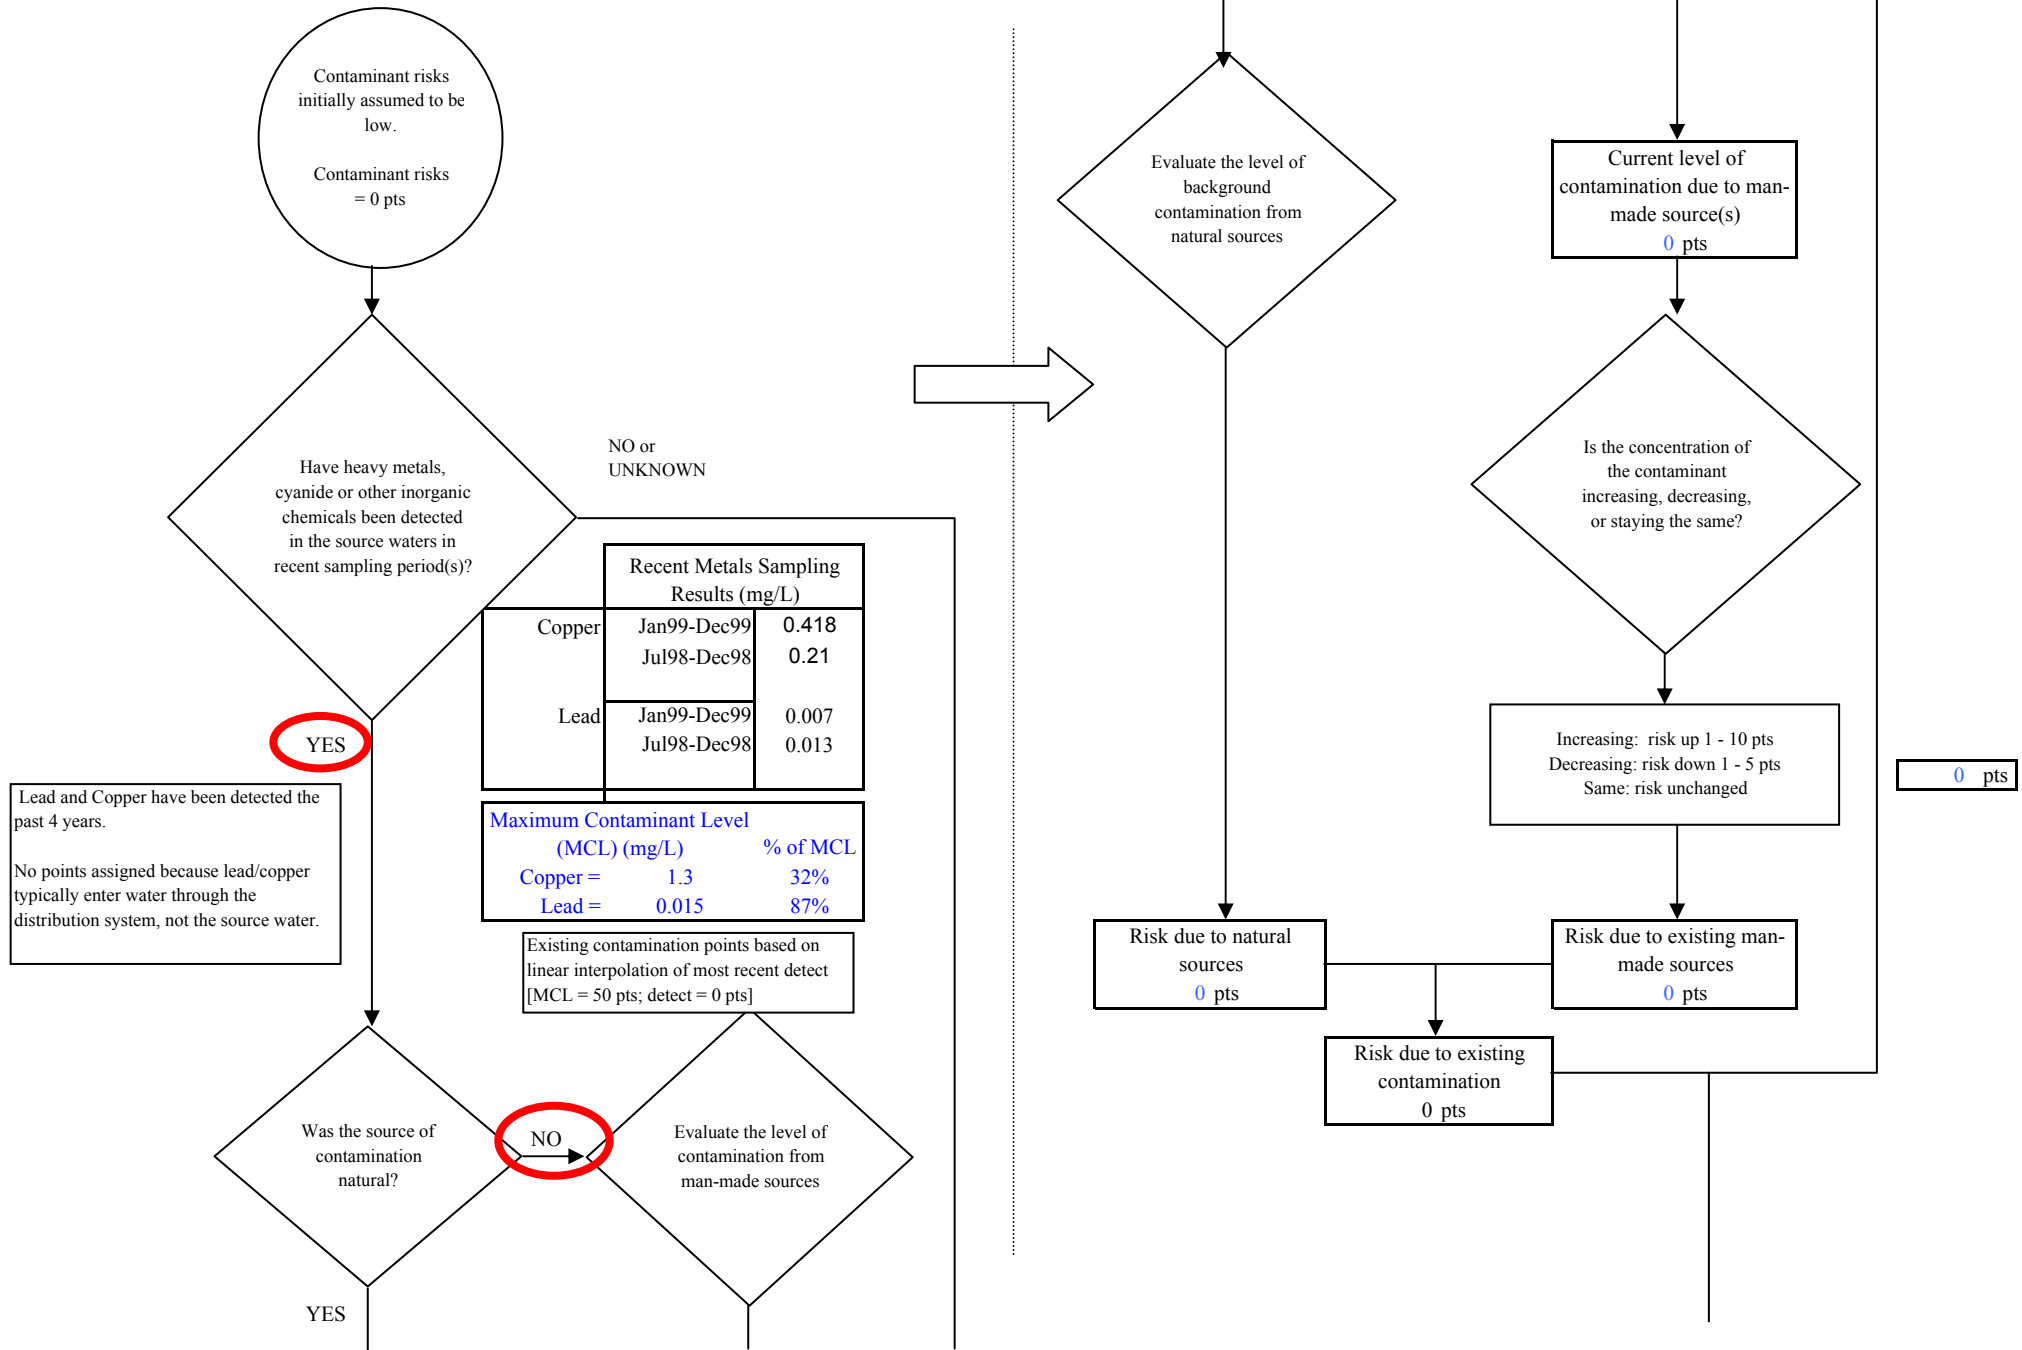 Contaminant risks
initially assumed to be
low.
Contaminant risks
= 0 pts
Have heavy metals,
cyanide or other inorganic
chemicals been detected
in the source waters in
recent sampling period(s)?
NO or
UNKNOWN
YES
Recent Metals Sampling
Results (mg/L)
Copper Jan99-Dec99 0.418
Jul98-Dec98 0.21
Lead Jan99-Dec99 0.007
Jul98-Dec98 0.013
Maximum Contaminant Level
(MCL) (mg/L) % of MCL
Copper = 1.3 32%
Lead = 0.015 87%
Lead and Copper have been detected the
past 4 years.
No points assigned because lead/copper
typically enter water through the
distribution system, not the source water.
Existing contamination points based on
linear interpolation of most recent detect
[MCL = 50 pts; detect = 0 pts]
Was the source of
contamination
natural?
NO
Evaluate the level of
contamination from
man-made sources
YES
Evaluate the level of
background
contamination from
natural sources
Current level of
contamination due to man-
made source(s)
0 pts
Is the concentration of
the contaminant
increasing, decreasing,
or staying the same?
Increasing: risk up 1 - 10 pts
Decreasing: risk down 1 - 5 pts
Same: risk unchanged
0 pts
Risk due to natural
sources
0 pts
Risk due to existing man-
made sources
0 pts
Risk due to existing
contamination
0 pts